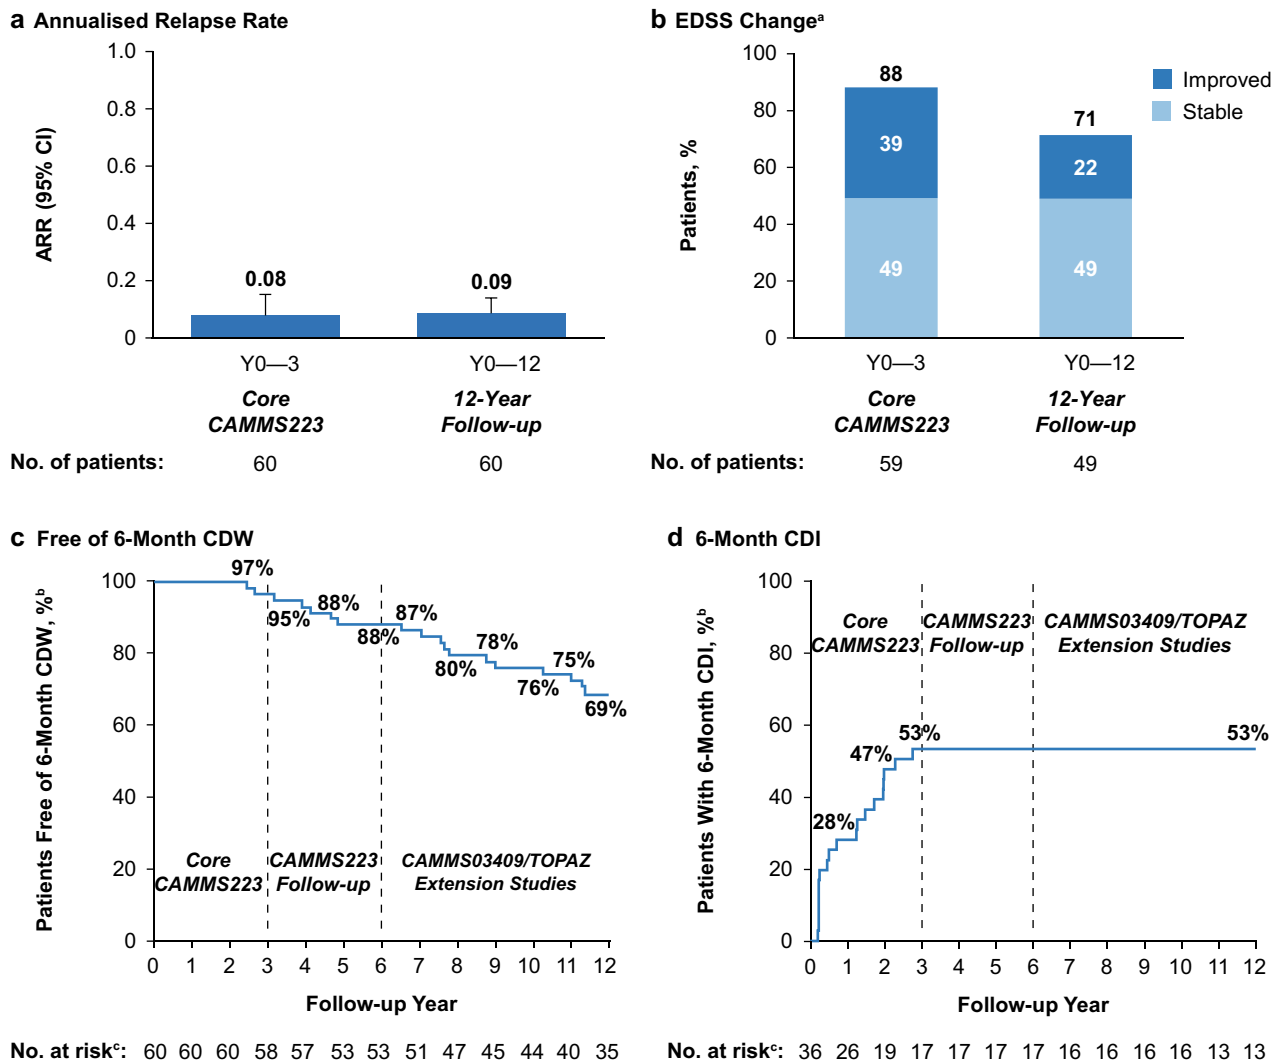 a Annualised Relapse Rate
1.0
0.8
0.6
0.4
0.2
0
ARR (95% CI)
0.08
0.09
Y0—3
Y0—12
Core
CAMMS223
12-Year
Follow-up
No. of patients: 60 60
b EDSS Changeᵃ
100
80
60
40
20
0
Patients, %
88
39
49
71
22
49
Improved
Stable
Y0—3
Y0—12
Core
CAMMS223
12-Year
Follow-up
No. of patients: 59 49
c Free of 6-Month CDW
100
80
60
40
20
0
Patients Free of 6-Month CDW, %ᵇ
97%
95%
88%
88%
87%
80%
78%
76%
75%
69%
Core
CAMMS223
CAMMS223
Follow-up
CAMMS03409/TOPAZ
Extension Studies
0 1 2 3 4 5 6 7 8 9 10 11 12
Follow-up Year
No. at riskᶜ: 60 60 60 58 57 53 53 51 47 45 44 40 35
d 6-Month CDI
100
80
60
40
20
0
Patients With 6-Month CDI, %ᵇ
Core
CAMMS223
CAMMS223
Follow-up
CAMMS03409/TOPAZ
Extension Studies
28%
47%
53%
53%
0 1 2 3 4 5 6 7 8 9 10 11 12
Follow-up Year
No. at riskᶜ: 36 26 19 17 17 17 17 16 16 16 16 13 13